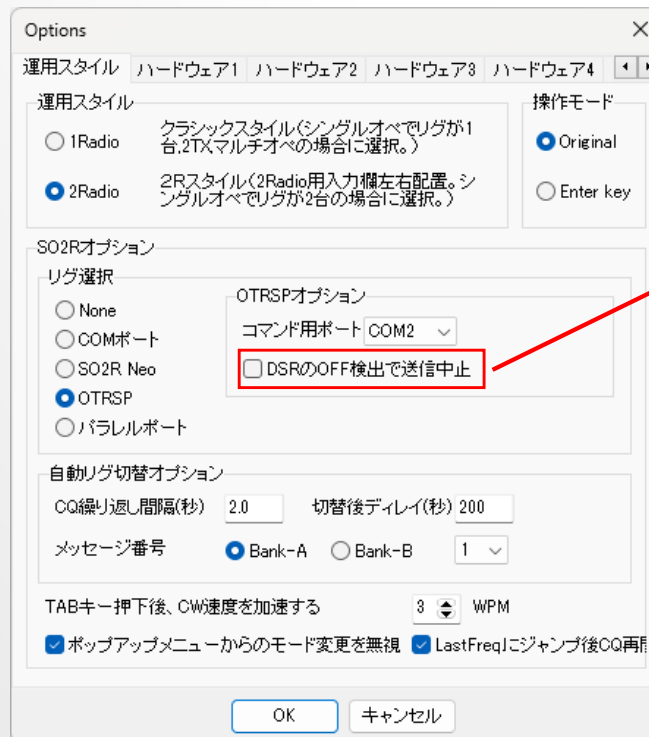 Options
運用スタイル ハードウェア1 ハードウェア2 ハードウェア3 ハードウェア4
運用スタイル
1Radio クラシックスタイル(シングルオペでリグが1
台,2TXマルチオペの場合に選択。)
2Radio 2Rスタイル(2Radio用入力欄左右配置。シ
ングルオペでリグが2台の場合に選択。)
操作モード
Original
Enter key
SO2Rオプション
リグ選択
None
COMポート
SO2R Neo
OTRSP
パラレルポート
OTRSPオプション
コマンド用ポート COM2
DSRのOFF検出で送信中止
自動リグ切替オプション
CQ繰り返し間隔(秒) 2.0 切替後ディレイ(秒) 200
メッセージ番号 Bank-A Bank-B 1
TABキー押下後、CW速度を加速する 3 WPM
ポップアップメニューからのモード変更を無視 LastFreqにジャンプ後CQ再
OK キャンセル